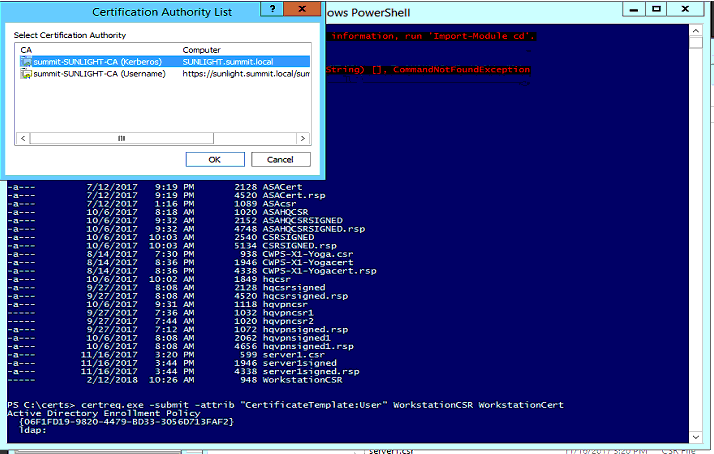 Certification Authority List
ows PowerShell
Select Certification Authority
CA Computer
summit-SUNLIGHT-CA (Kerberos) SUNLIGHT.summit.local
summit-SUNLIGHT-CA (Username) https://sunlight.summit.local/sum
OK Cancel
information, run 'Import-Module cd'.
String) [], CommandNotFoundException
-a--- 7/12/2017 9:19 PM 2128 ASACert
-a--- 7/12/2017 9:19 PM 4520 ASACert.rsp
-a--- 7/12/2017 1:16 PM 1089 ASAcsr
-a--- 10/6/2017 8:18 AM 1020 ASAHQCSR
-a--- 10/6/2017 9:32 AM 2152 ASAHQCSRSIGNED
-a--- 10/6/2017 9:32 AM 4748 ASAHQCSRSIGNED.rsp
-a--- 10/6/2017 10:03 AM 2540 CSRSIGNED
-a--- 10/6/2017 10:03 AM 5134 CSRSIGNED.rsp
-a--- 8/14/2017 7:30 PM 938 CWPS-X1-Yoga.csr
-a--- 8/14/2017 8:36 PM 1946 CWPS-X1-Yogacert
-a--- 8/14/2017 8:36 PM 4338 CWPS-X1-Yogacert.rsp
-a--- 10/6/2017 10:02 AM 1849 hqcsr
-a--- 9/27/2017 8:08 AM 2128 hqcsrsigned
-a--- 9/27/2017 8:08 AM 4520 hqcsrsigned.rsp
-a--- 10/6/2017 9:31 AM 1118 hqvpncsr
----- 9/27/2017 7:36 AM 1032 hqvpncsr1
----- 9/27/2017 7:44 AM 1020 hqvpncsr2
-a--- 9/27/2017 7:12 AM 1072 hqvpnsigned.rsp
-a--- 10/6/2017 8:08 AM 2062 hqvpnsigned1
-a--- 10/6/2017 8:08 AM 4656 hqvpnsigned1.rsp
-a--- 11/16/2017 3:20 PM 599 server1.csr
-a--- 11/16/2017 3:44 PM 1946 server1signed
-a--- 11/16/2017 3:44 PM 4338 server1signed.rsp
----- 2/12/2018 10:26 AM 948 WorkstationCSR
PS C:\certs> certreq.exe -submit -attrib "CertificateTemplate:User" WorkstationCSR WorkstationCert
Active Directory Enrollment Policy
{06F1FD19-9820-4479-BD33-3056D713FAF2}
ldap:
server1.csr 11/16/2017 3:20 PM CSR File